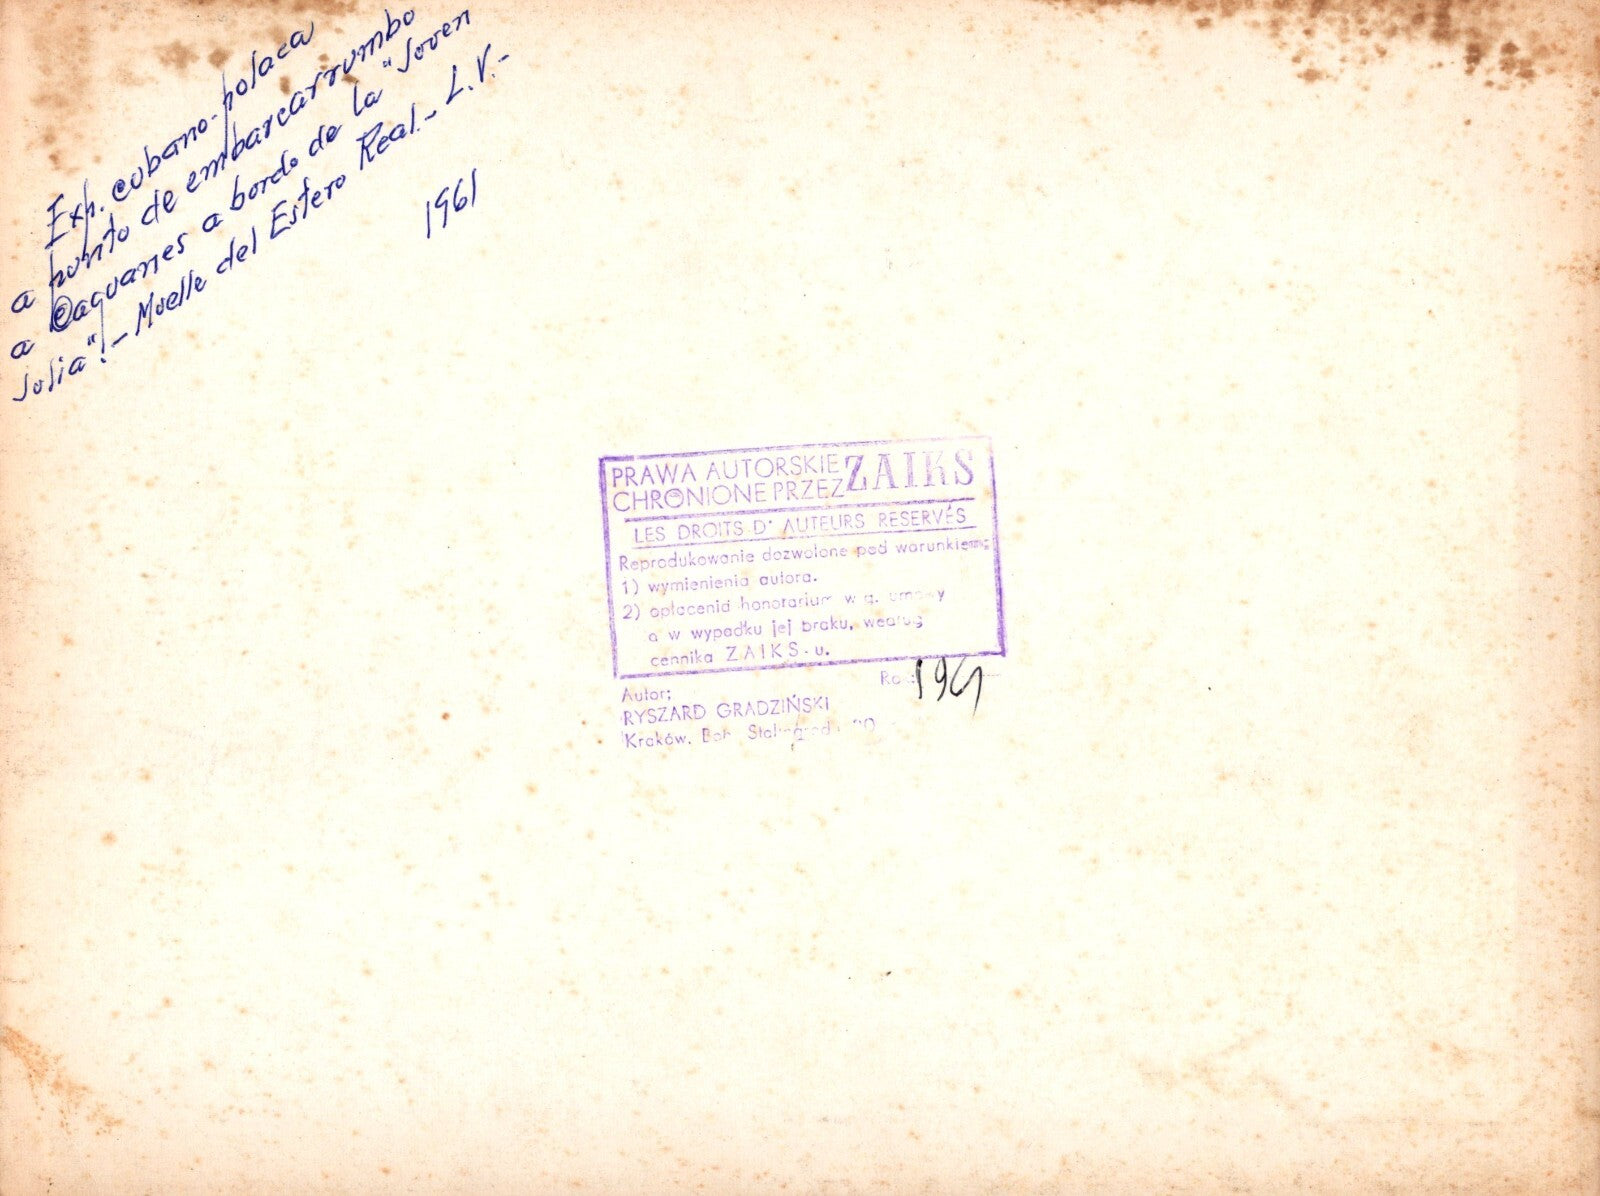 Exp. cubano-polaca
a punto de embarcar rumbo
a Caguanes a bordo de la "Joven
Julia".- Muelle del Estero Real.- L.V.-
1961
PRAWA AUTORSKIE
CHRONIONE PRZEZ ZAIKS
LES DROITS D' AUTEURS RESERVÉS
Reprodukowanie dozwolone pod warunkiem;
1) wymienienia autora.
2) opłacenia honorarium w g. umowy
a w wypadku jej braku, według
cennika ZAIKS-u.
Autor;
1961
RYSZARD GRADZIŃSKI
Kraków, Boh. Stalingradu